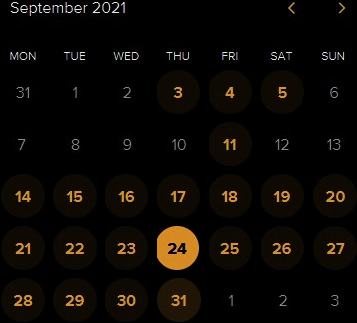 September 2021
MON TUE WED THU FRI SAT SUN
31 1 2 3 4 5 6
7 8 9 10 11 12 13
14 15 16 17 18 19 20
21 22 23 24 25 26 27
28 29 30 31 1 2 3